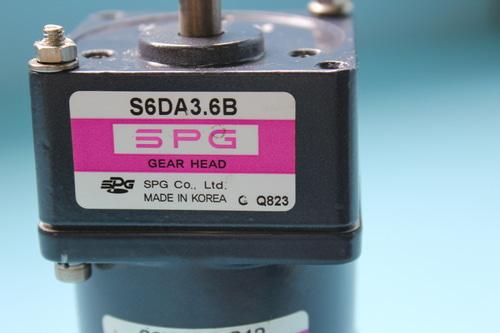 S6DA3.6B
SPG
GEAR HEAD
SPG SPG Co., Ltd.
MADE IN KOREA C Q823